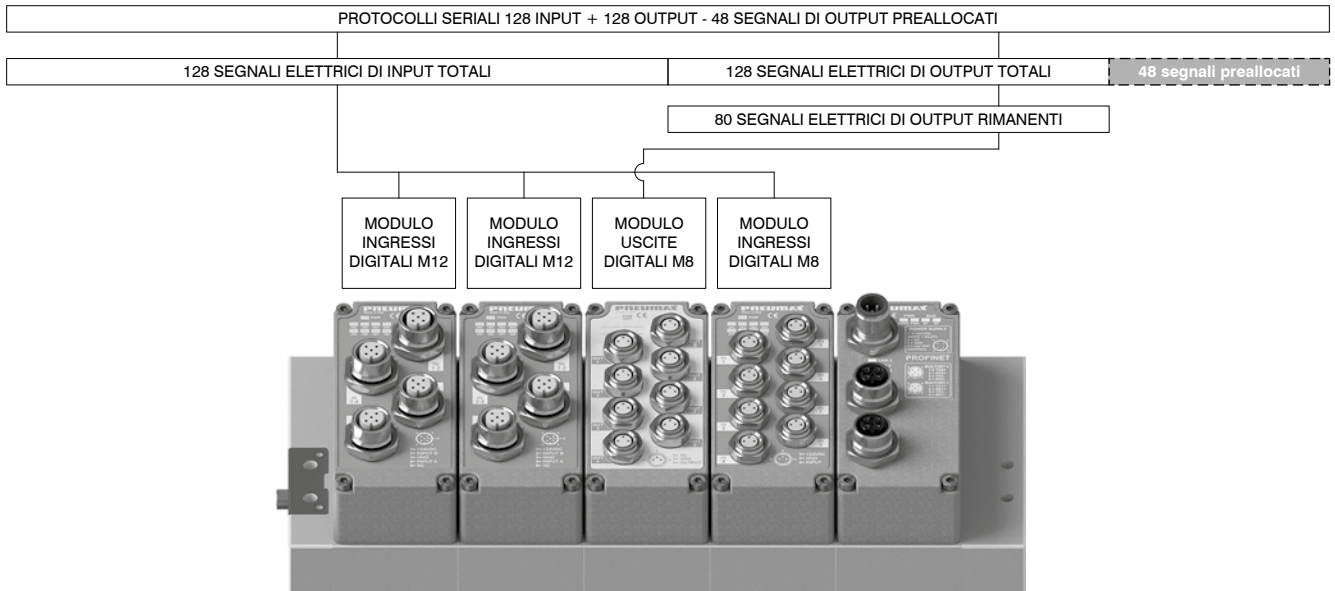 PROTOCOLLI SERIALI 128 INPUT + 128 OUTPUT - 48 SEGNALI DI OUTPUT PREALLOCATI
128 SEGNALI ELETTRICI DI INPUT TOTALI
128 SEGNALI ELETTRICI DI OUTPUT TOTALI
48 segnali preallocati
80 SEGNALI ELETTRICI DI OUTPUT RIMANENTI
MODULO
INGRESSI
DIGITALI M12
MODULO
INGRESSI
DIGITALI M12
MODULO
USCITE
DIGITALI M8
MODULO
INGRESSI
DIGITALI M8
PNEUMAX
PNEUMAX
POWER SUPPLY
PROFINET